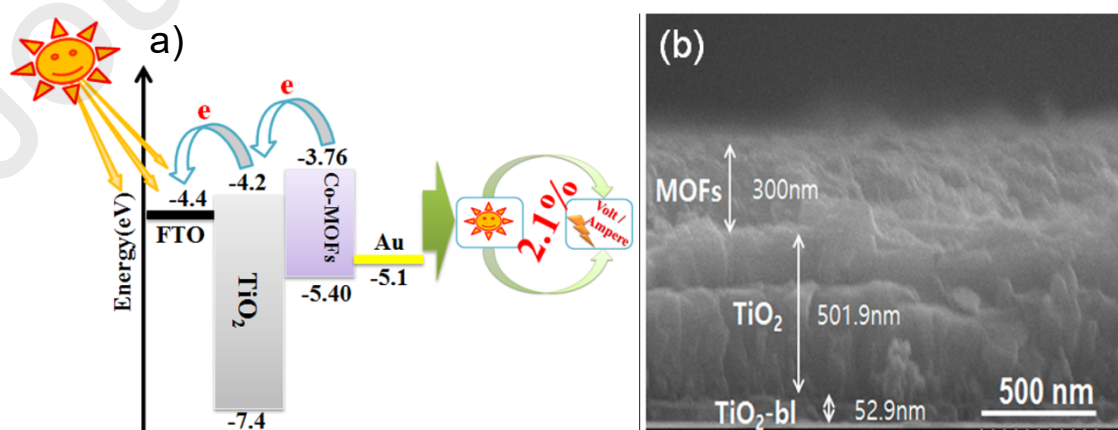 a)
e
e
-3.76
-4.2
-4.4
FTO
Energy(eV)
TiO₂
Co-MOFs
Au
-5.1
-5.40
-7.4
2.1%
Volt /
Ampere
(b)
MOFs
300nm
TiO₂
501.9nm
TiO₂-bl
52.9nm
500 nm